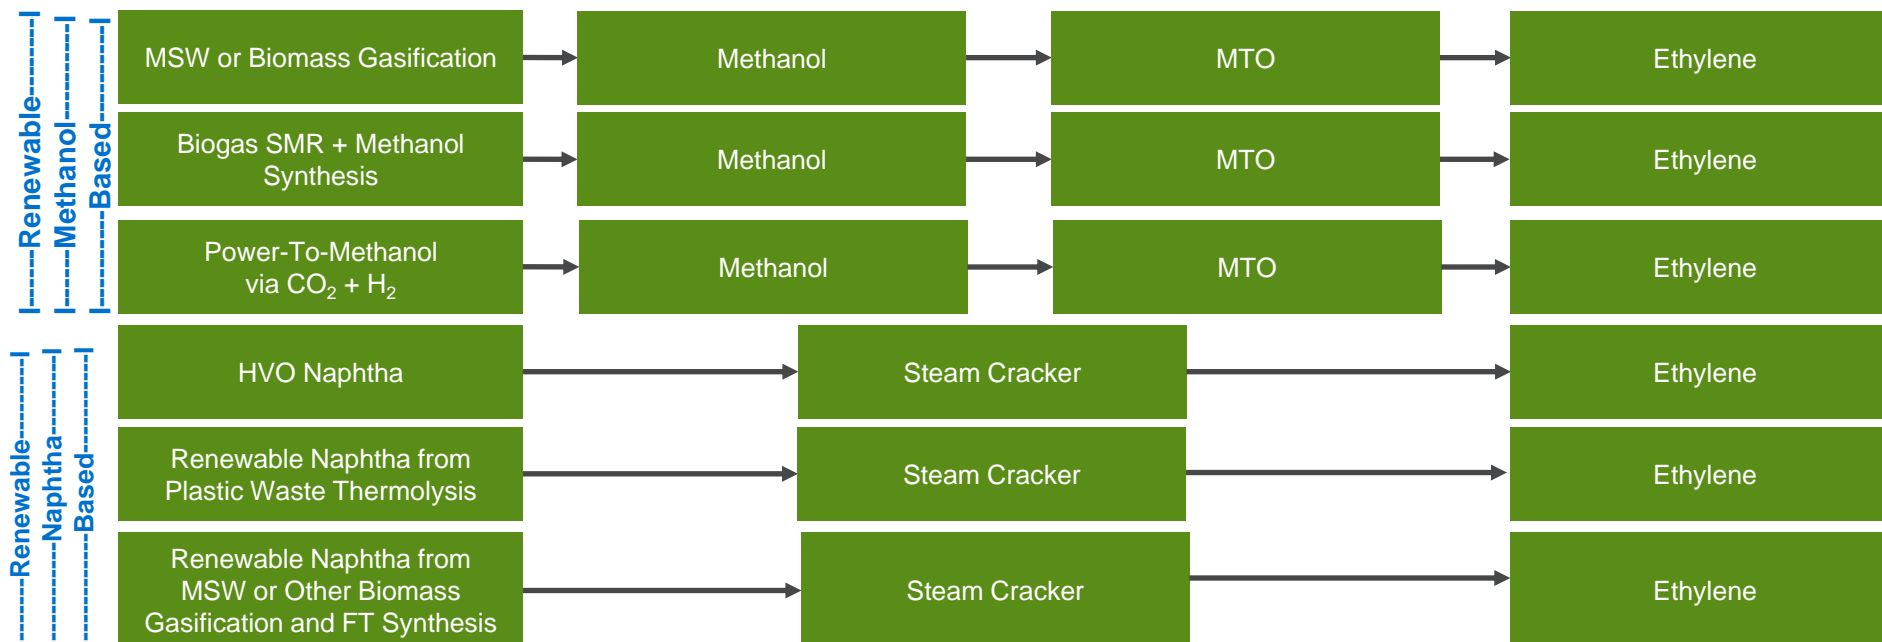 Renewable
Methanol
Based
MSW or Biomass Gasification
Methanol
MTO
Ethylene
Biogas SMR + Methanol
Synthesis
Methanol
MTO
Ethylene
Power-To-Methanol
via CO₂ + H₂
Methanol
MTO
Ethylene
Renewable
Naphtha
Based
HVO Naphtha
Steam Cracker
Ethylene
Renewable Naphtha from
Plastic Waste Thermolysis
Steam Cracker
Ethylene
Renewable Naphtha from
MSW or Other Biomass
Gasification and FT Synthesis
Steam Cracker
Ethylene